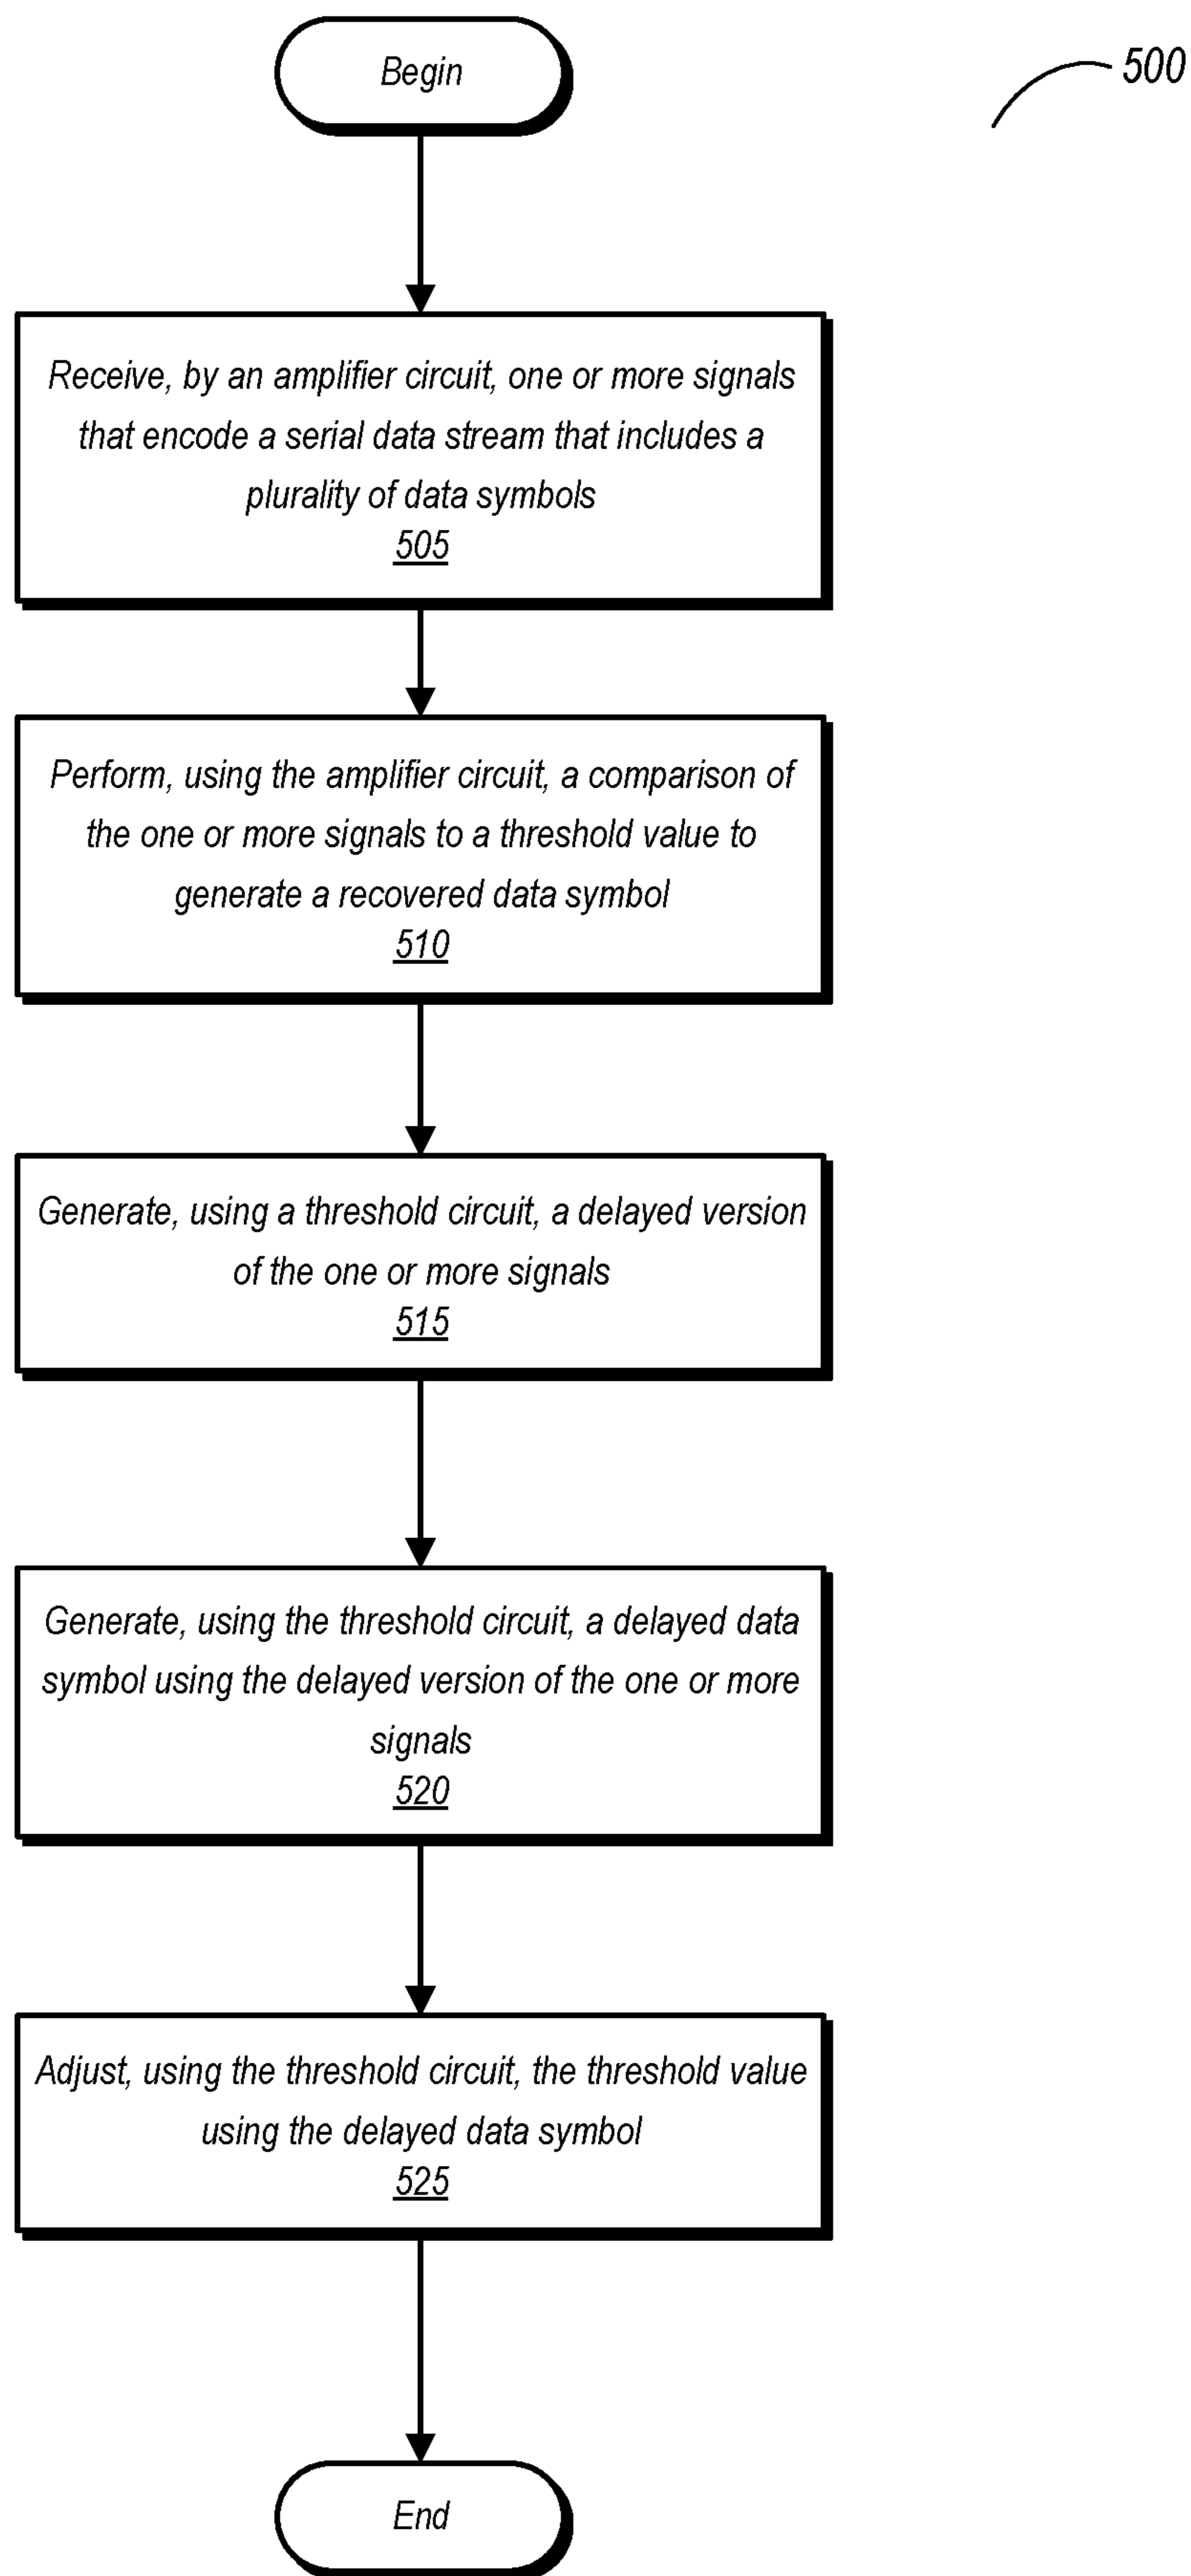 Begin
500
Receive, by an amplifier circuit, one or more signals
that encode a serial data stream that includes a
plurality of data symbols
505
Perform, using the amplifier circuit, a comparison of
the one or more signals to a threshold value to
generate a recovered data symbol
510
Generate, using a threshold circuit, a delayed version
of the one or more signals
515
Generate, using the threshold circuit, a delayed data
symbol using the delayed version of the one or more
signals
520
Adjust, using the threshold circuit, the threshold value
using the delayed data symbol
525
End